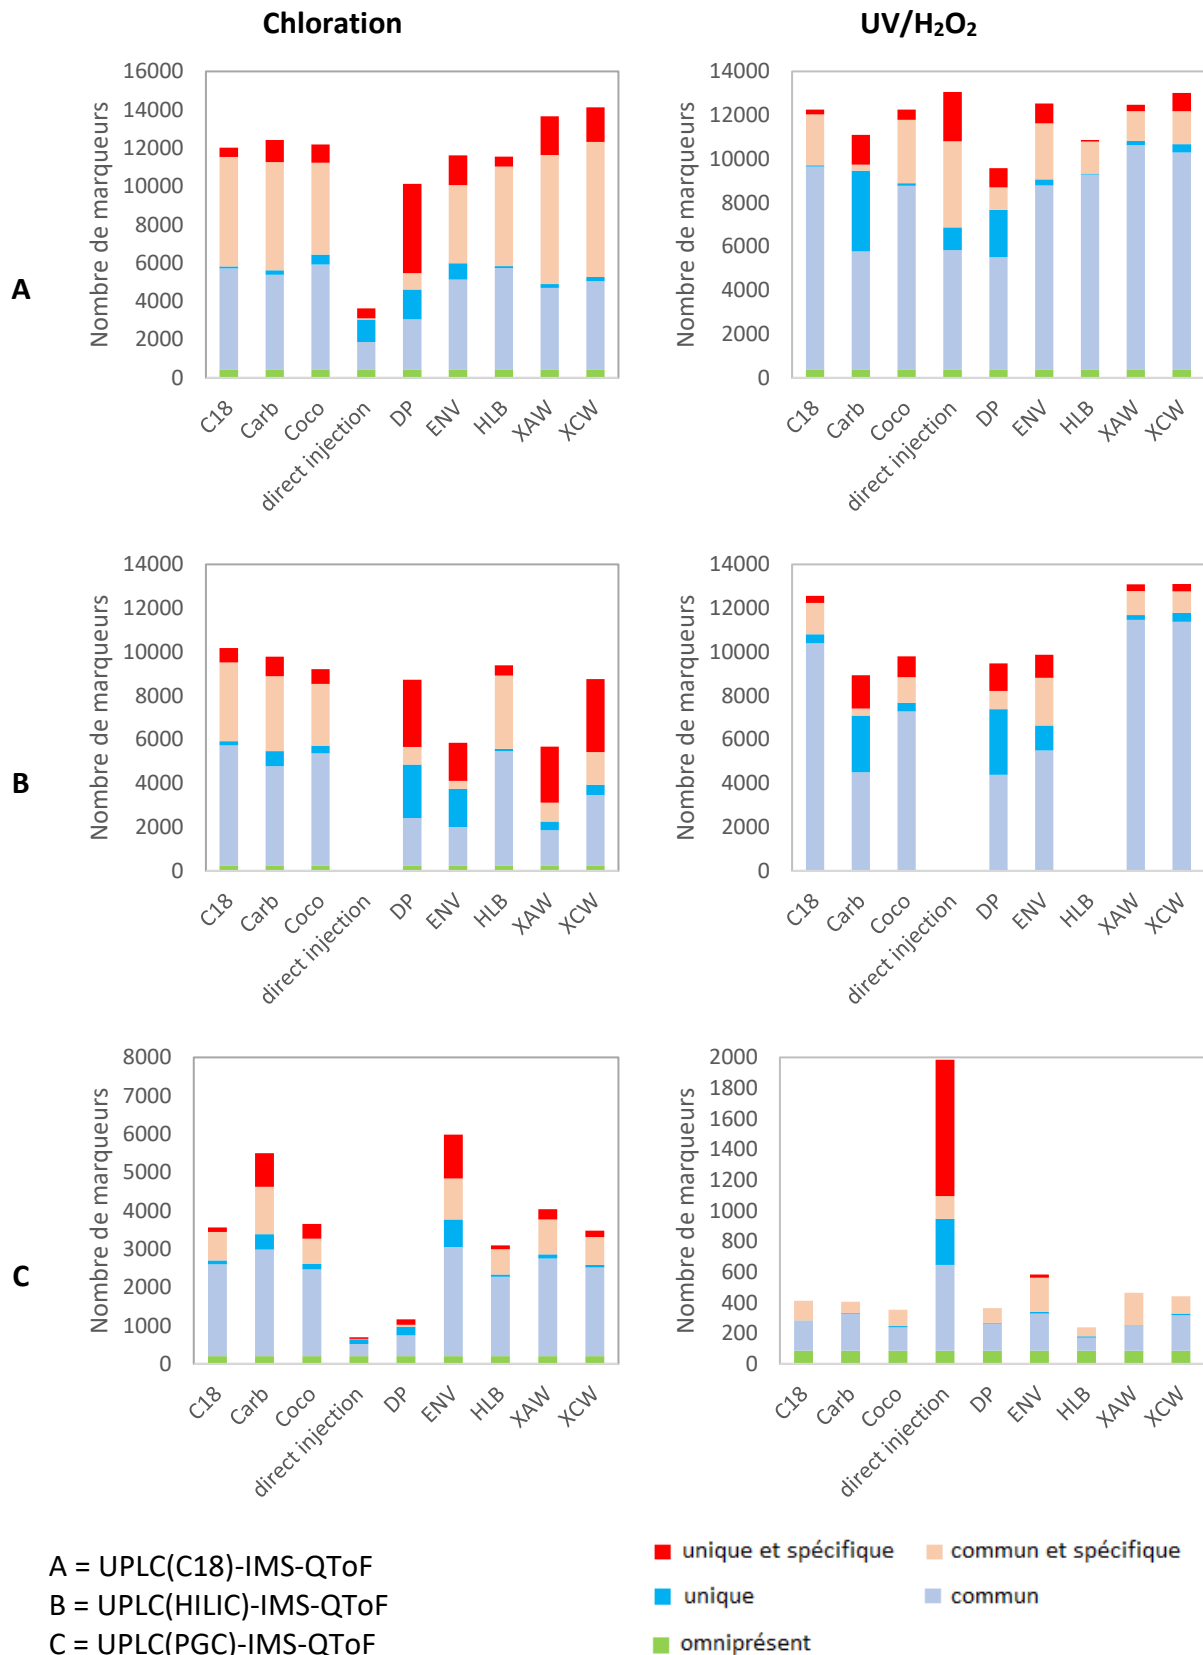 Chloration
UV/H₂O₂
A
Nombre de marqueurs
16000
14000
12000
10000
8000
6000
4000
2000
0
C18
Carb
Coco
direct injection
DP
ENV
HLB
XAW
XCW
Nombre de marqueurs
14000
12000
10000
8000
6000
4000
2000
0
C18
Carb
Coco
direct injection
DP
ENV
HLB
XAW
XCW
B
Nombre de marqueurs
14000
12000
10000
8000
6000
4000
2000
0
C18
Carb
Coco
direct injection
DP
ENV
HLB
XAW
XCW
Nombre de marqueurs
14000
12000
10000
8000
6000
4000
2000
0
C18
Carb
Coco
direct injection
DP
ENV
HLB
XAW
XCW
C
Nombre de marqueurs
8000
7000
6000
5000
4000
3000
2000
1000
0
C18
Carb
Coco
direct injection
DP
ENV
HLB
XAW
XCW
Nombre de marqueurs
2000
1800
1600
1400
1200
1000
800
600
400
200
0
C18
Carb
Coco
direct injection
DP
ENV
HLB
XAW
XCW
A = UPLC(C18)-IMS-QToF
B = UPLC(HILIC)-IMS-QToF
C = UPLC(PGC)-IMS-QToF
unique et spécifique
commun et spécifique
unique
commun
omniprésent